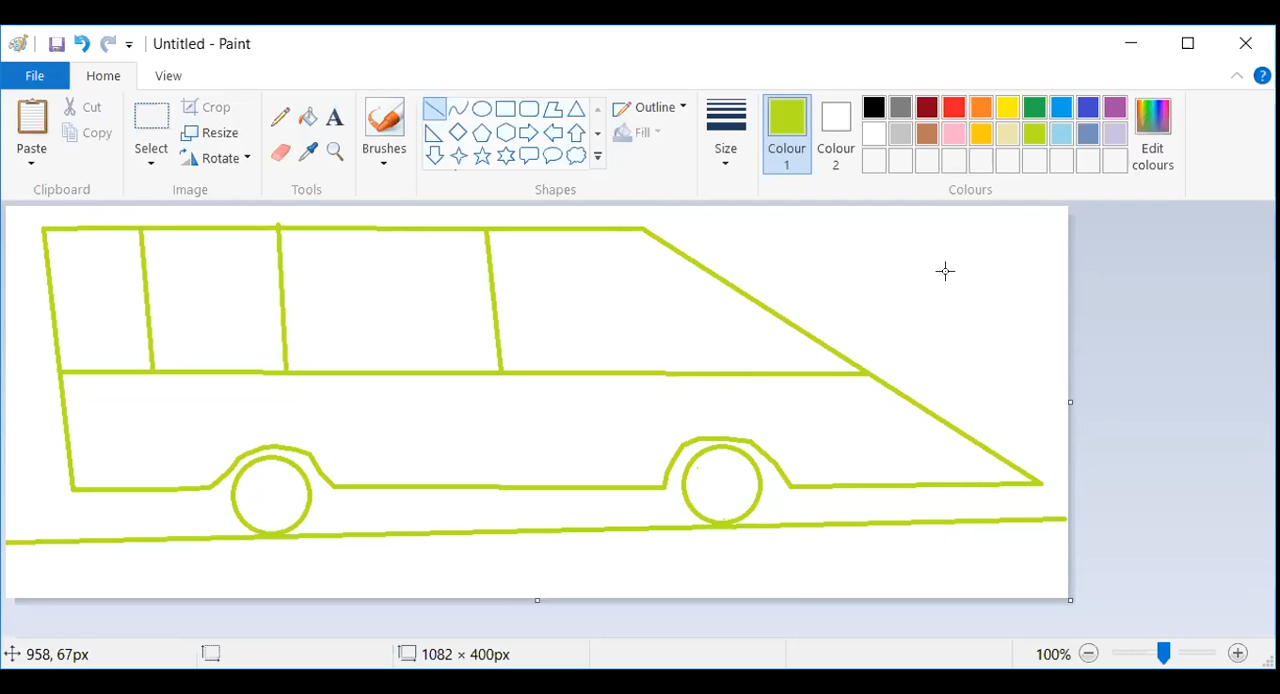 Untitled - Paint
File Home View
Paste
Cut
Copy
Clipboard
Select
Crop
Resize
Rotate
Image
A
Tools
Brushes
Shapes
Outline
Fill
Size
Colour 1
Colour 2
Edit colours
Colours
958, 67px
1082 × 400px
100%